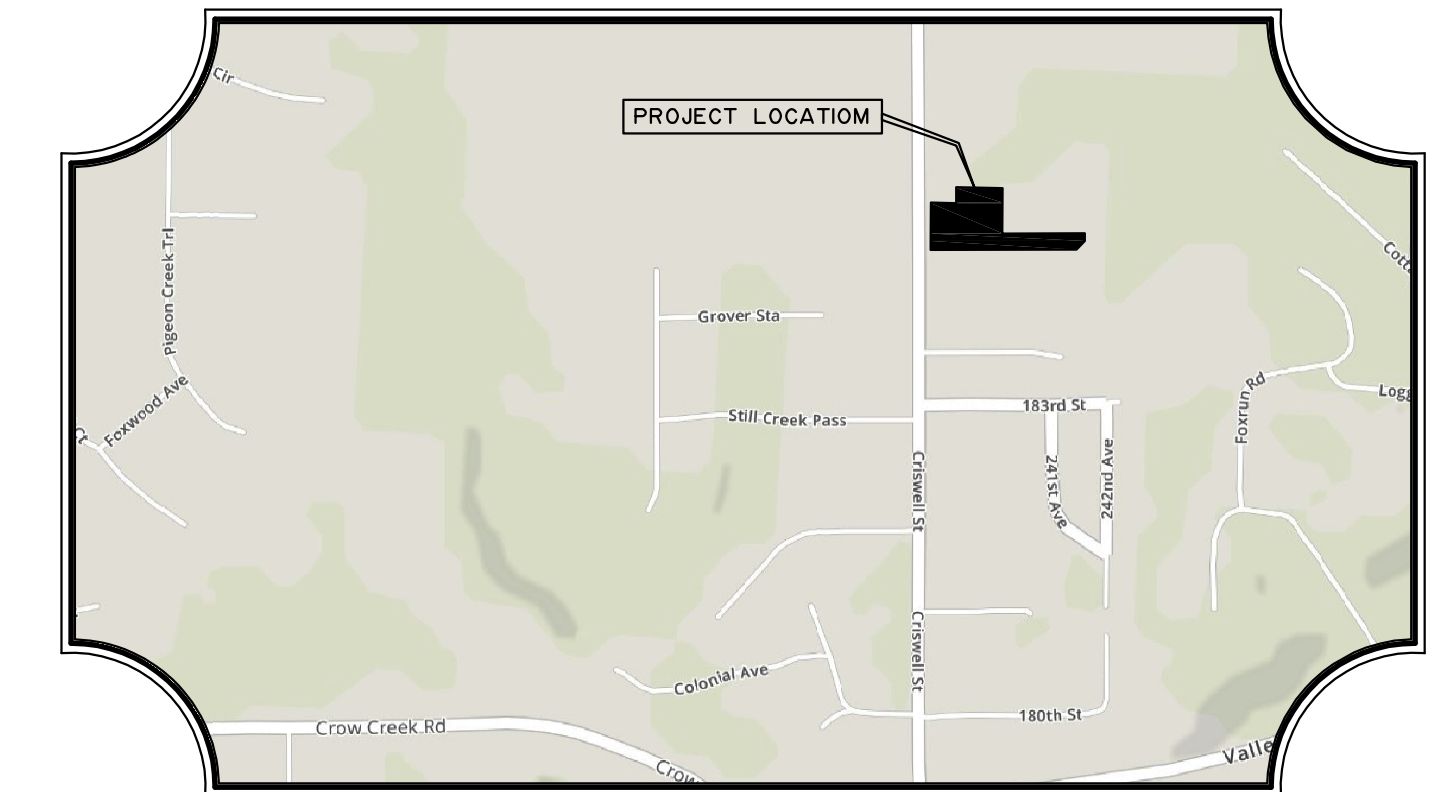 Cir
PROJECT LOCATIOM
Pigeon Creek Trl
Cott
Grover Sta
Foxwood Ave
Foxrun Rd
Logg
183rd St
Still Creek Pass
Ct
Criswell St
241st Ave
242nd Ave
Criswell St
Colonial Ave
180th St
Crow Creek Rd
Crow
Valle